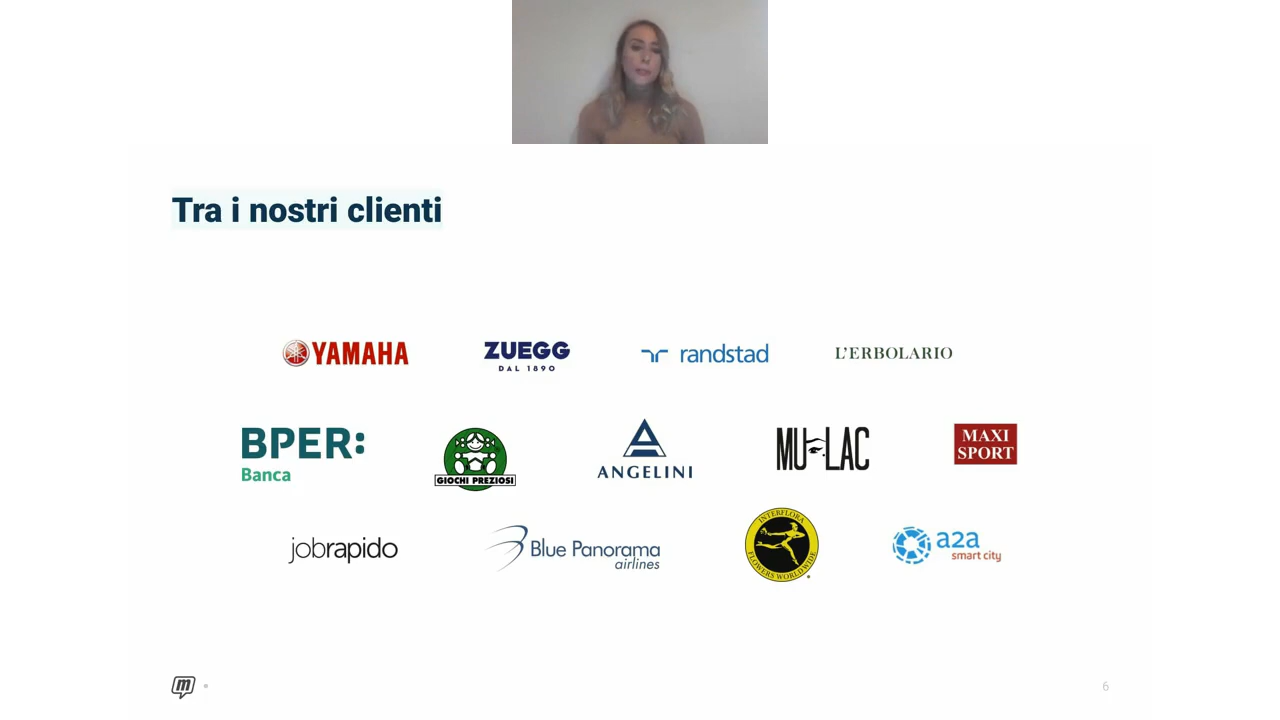 Tra i nostri clienti
YAMAHA
ZUEGG
DAL 1890
randstad
L'ERBOLARIO
BPER:
Banca
GIOCHI PREZIOSI
ANGELINI
MU LAC
MAXI
SPORT
jobrapido
Blue Panorama
airlines
INTERFLORA
FLOWERS WORLDWIDE
a2a
smart city
m
6